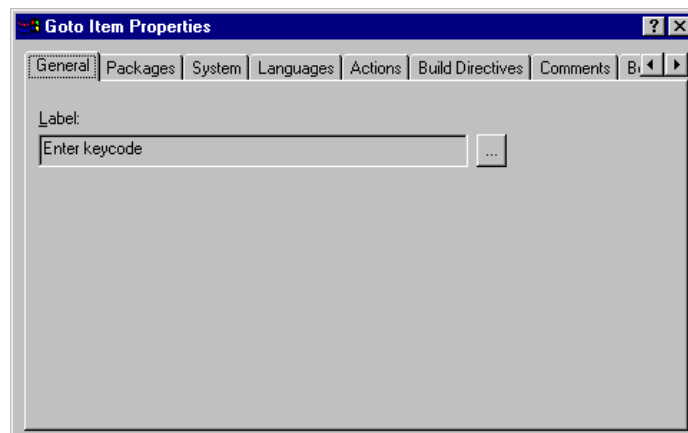 Goto Item Properties
General Packages System Languages Actions Build Directives Comments
Label:
Enter keycode
...